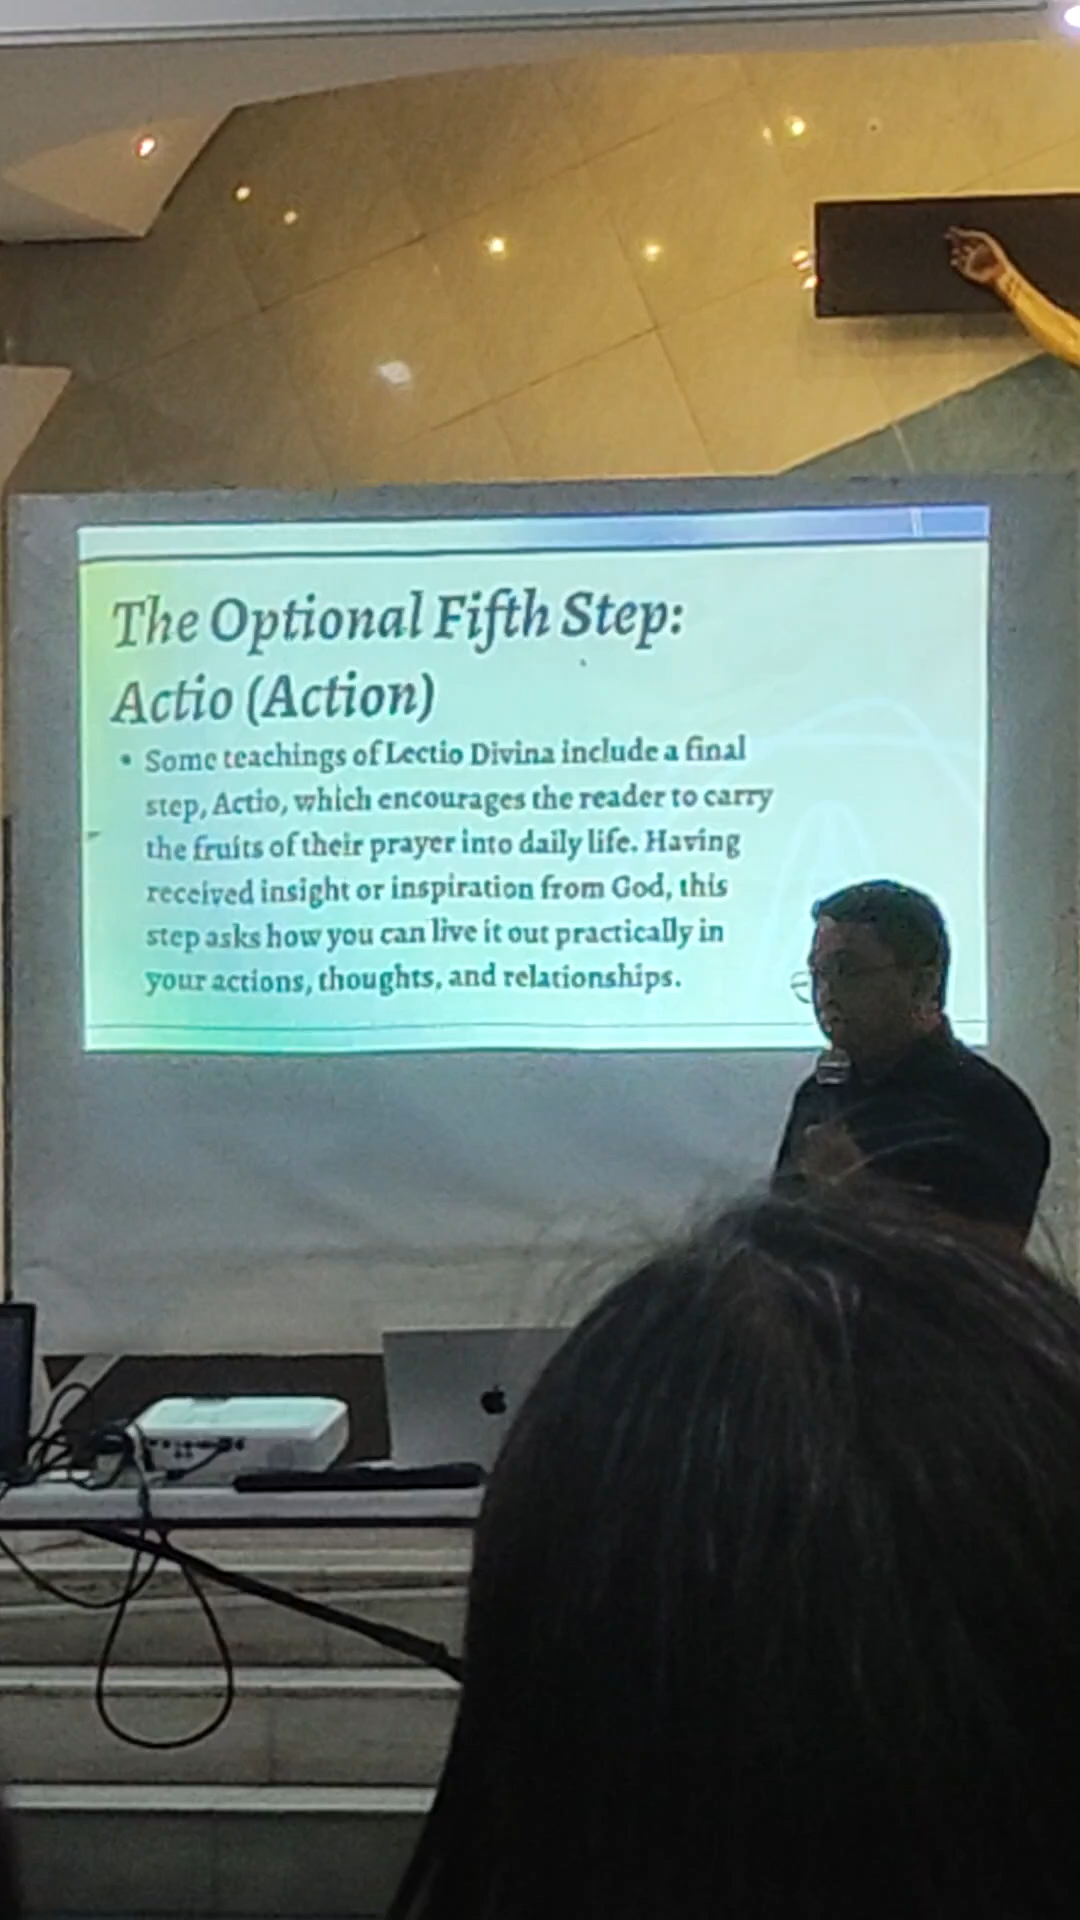 The Optional Fifth Step:
Actio (Action)
• Some teachings of Lectio Divina include a final
step, Actio, which encourages the reader to carry
the fruits of their prayer into daily life. Having
received insight or inspiration from God, this
step asks how you can live it out practically in
your actions, thoughts, and relationships.